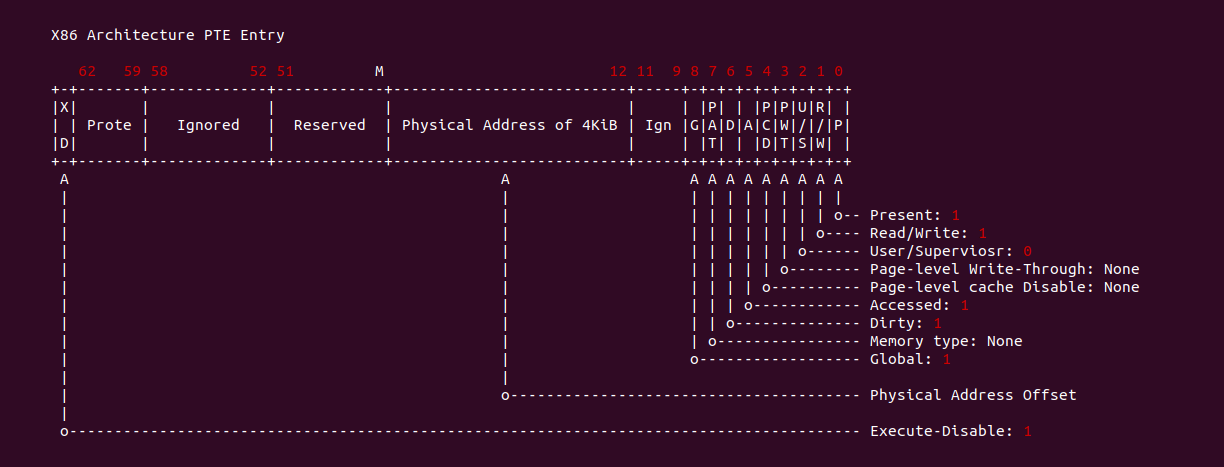 X86 Architecture PTE Entry
62 59 58 52 51 M 12 11 9 8 7 6 5 4 3 2 1 0
+-+-------+-------------+------------+--------------------------+-----+-+-+-+-+-+-+-+-+-+
|X| | | | | | |P| | |P|P|U|R| |
| | Prote | Ignored | Reserved | Physical Address of 4KiB | Ign |G|A|D|A|C|W|/|/|P|
|D| | | | | | |T| | |D|T|S|W| |
+-+-------+-------------+------------+--------------------------+-----+-+-+-+-+-+-+-+-+-+
A A A A A A A A A A A
| | | | | | | | | | |
| | | | | | | | | | o-- Present: 1
| | | | | | | | | o---- Read/Write: 1
| | | | | | | | o------ User/Superviosr: 0
| | | | | | | o-------- Page-level Write-Through: None
| | | | | | o---------- Page-level cache Disable: None
| | | | | o------------ Accessed: 1
| | | | o-------------- Dirty: 1
| | | o---------------- Memory type: None
| | o------------------ Global: 1
| |
| o--------------------------------------- Physical Address Offset
|
o---------------------------------------------------------------------------------------- Execute-Disable: 1